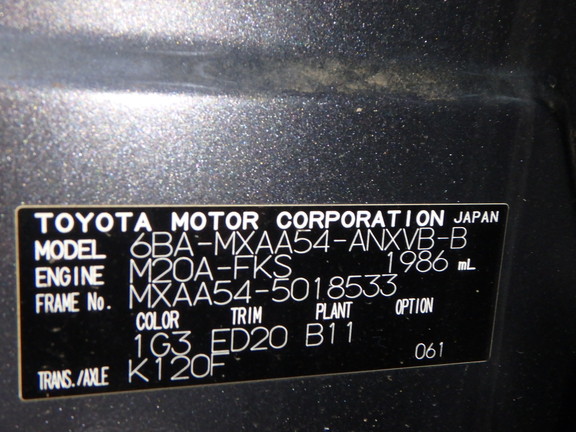 TOYOTA MOTOR CORPORATION JAPAN
MODEL 6BA-MXAA54-ANXVB-B
ENGINE M20A-FKS 1986 mL
FRAME No. MXAA54-5018533
COLOR TRIM PLANT OPTION
1G3 ED20 B11
TRANS./AXLE K120F 061